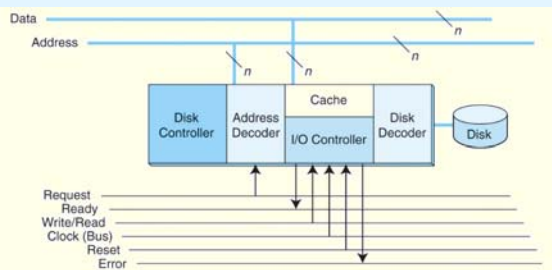 Data
n
Address
n
n
n
Disk
Controller
Address
Decoder
Cache
I/O Controller
Disk
Decoder
Disk
Request
Ready
Write/Read
Clock (Bus)
Reset
Error